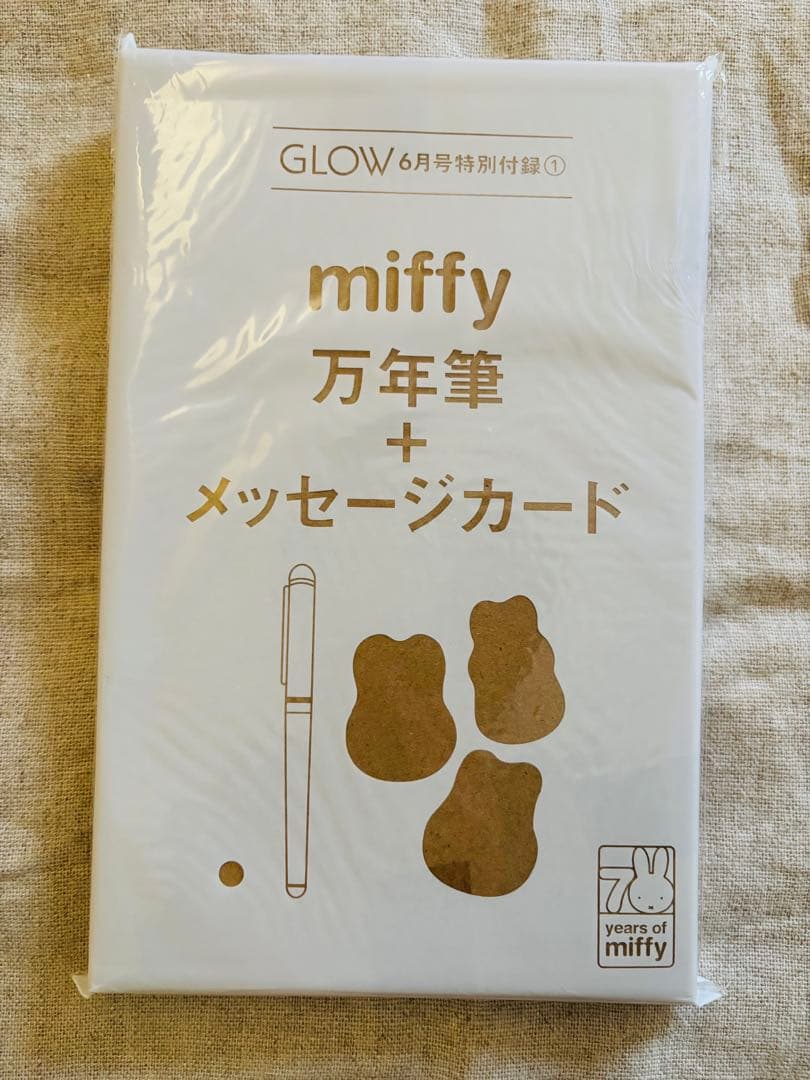 GLOW 6月号特別付録①
miffy
万年筆
+
メッセージカード
70
years of
miffy